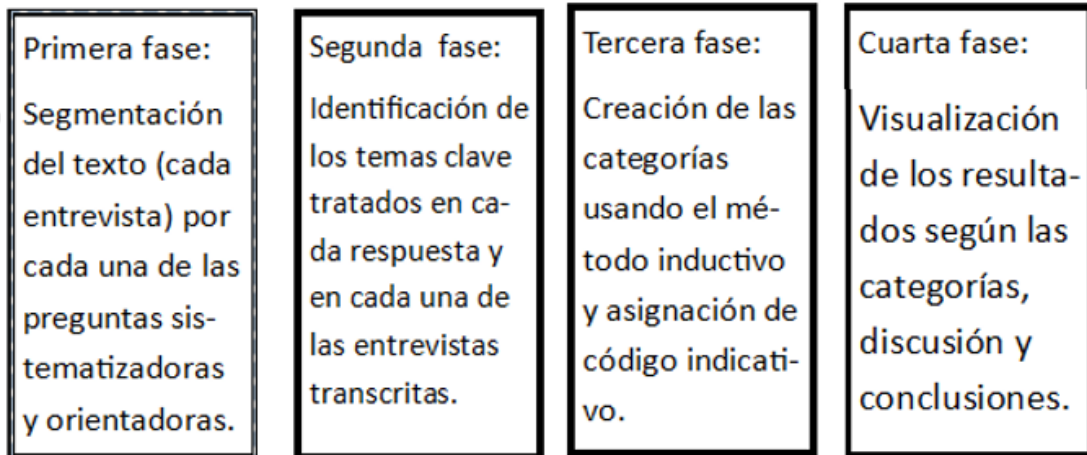 Primera fase:
Segmentación
del texto (cada
entrevista) por
cada una de las
preguntas sis-
tematizadoras
y orientadoras.
Segunda fase:
Identificación de
los temas clave
tratados en ca-
da respuesta y
en cada una de
las entrevistas
transcritas.
Tercera fase:
Creación de las
categorías
usando el mé-
todo inductivo
y asignación de
código indicati-
vo.
Cuarta fase:
Visualización
de los resulta-
dos según las
categorías,
discusión y
conclusiones.